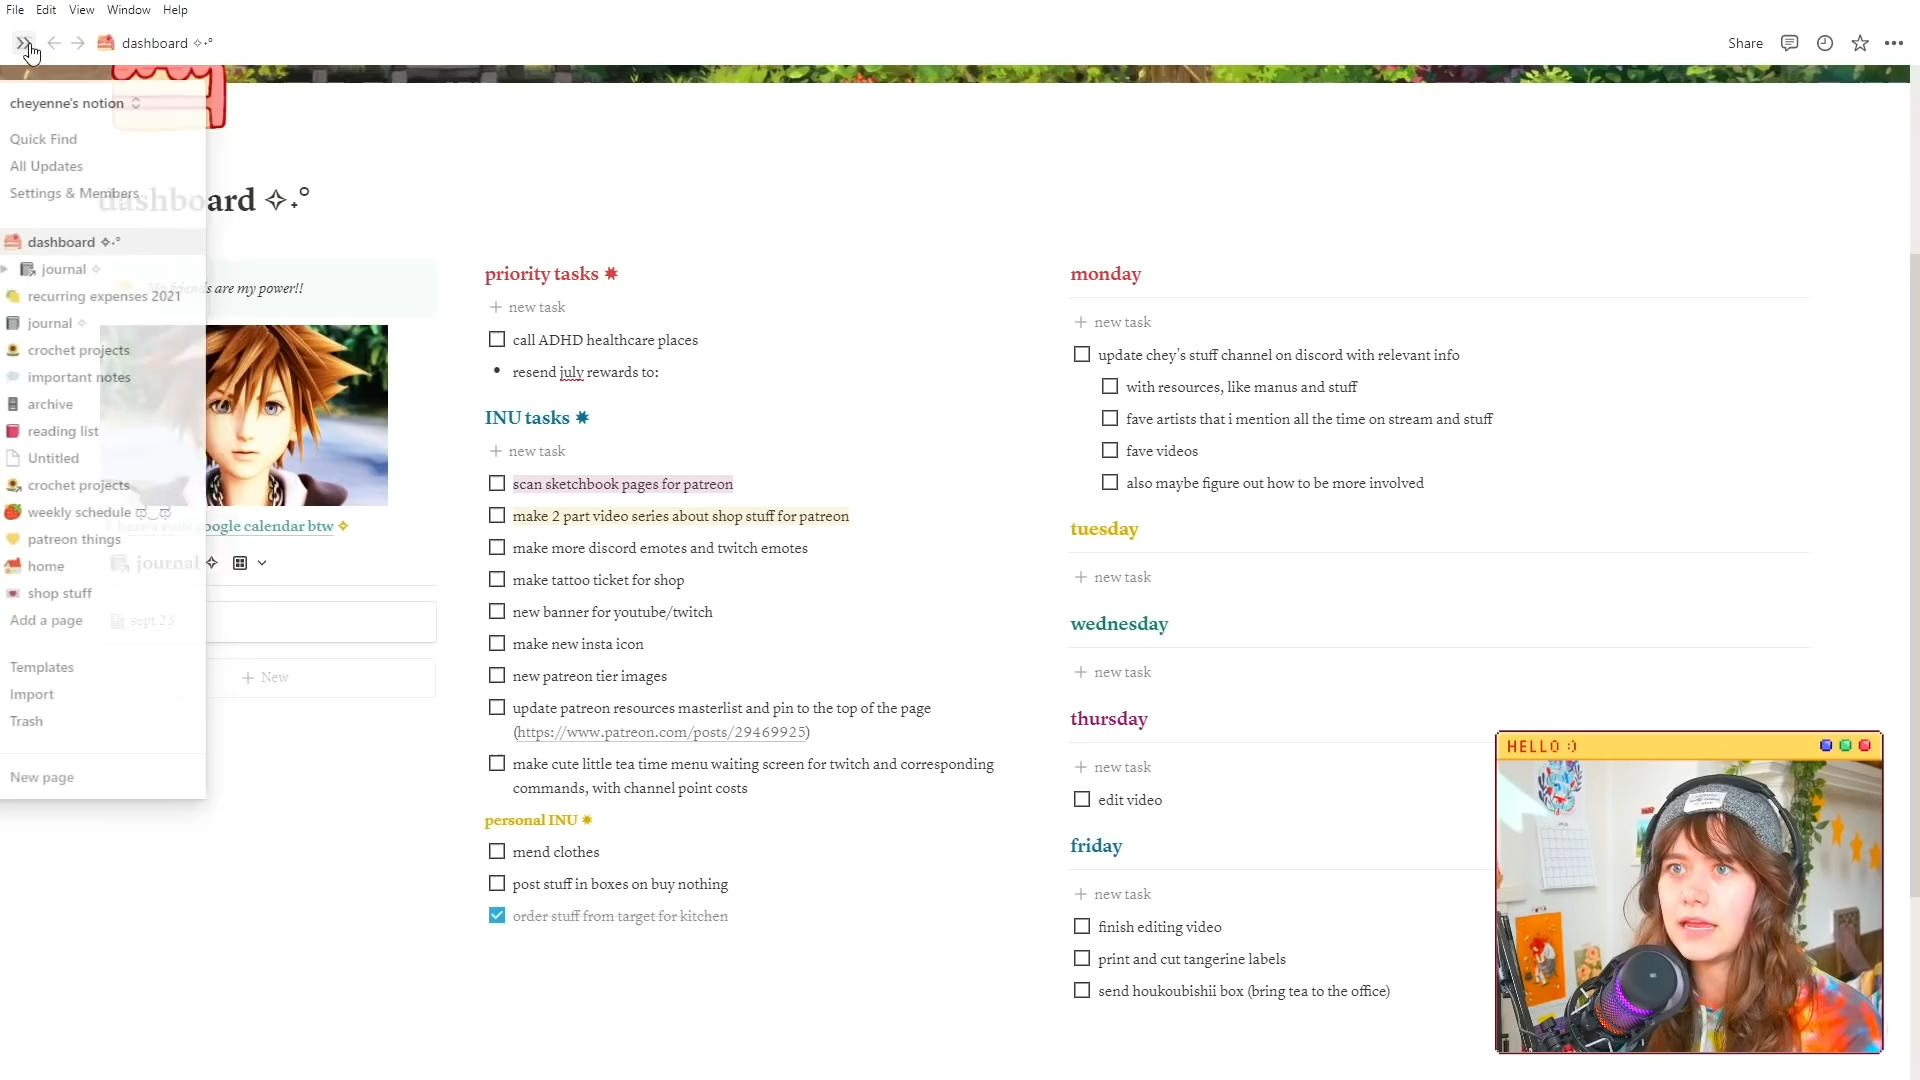 File Edit View Window Help
dashboard ✧˖°
Share
cheyenne's notion
Quick Find
All Updates
Settings & Members
dashboard ✧˖°
journal ✧
recurring expenses 2021
journal ✧
crochet projects
important notes
archive
reading list
Untitled
crochet projects
weekly schedule ಥ_ಥ
patreon things
home
shop stuff
Add a page
Templates
Import
Trash
New page
dashboard ✧˖°
friends are my power!!
google calendar btw ✧
journal ✧
sept 23
+ New
priority tasks ✸
+ new task
call ADHD healthcare places
• resend july rewards to:
INU tasks ✸
+ new task
scan sketchbook pages for patreon
make 2 part video series about shop stuff for patreon
make more discord emotes and twitch emotes
make tattoo ticket for shop
new banner for youtube/twitch
make new insta icon
new patreon tier images
update patreon resources masterlist and pin to the top of the page
(https://www.patreon.com/posts/29469925)
make cute little tea time menu waiting screen for twitch and corresponding
commands, with channel point costs
personal INU ✸
mend clothes
post stuff in boxes on buy nothing
order stuff from target for kitchen
monday
+ new task
update chey's stuff channel on discord with relevant info
with resources, like manus and stuff
fave artists that i mention all the time on stream and stuff
fave videos
also maybe figure out how to be more involved
tuesday
+ new task
wednesday
+ new task
thursday
+ new task
edit video
friday
+ new task
finish editing video
print and cut tangerine labels
send houkoubishii box (bring tea to the office)
HELLO :)